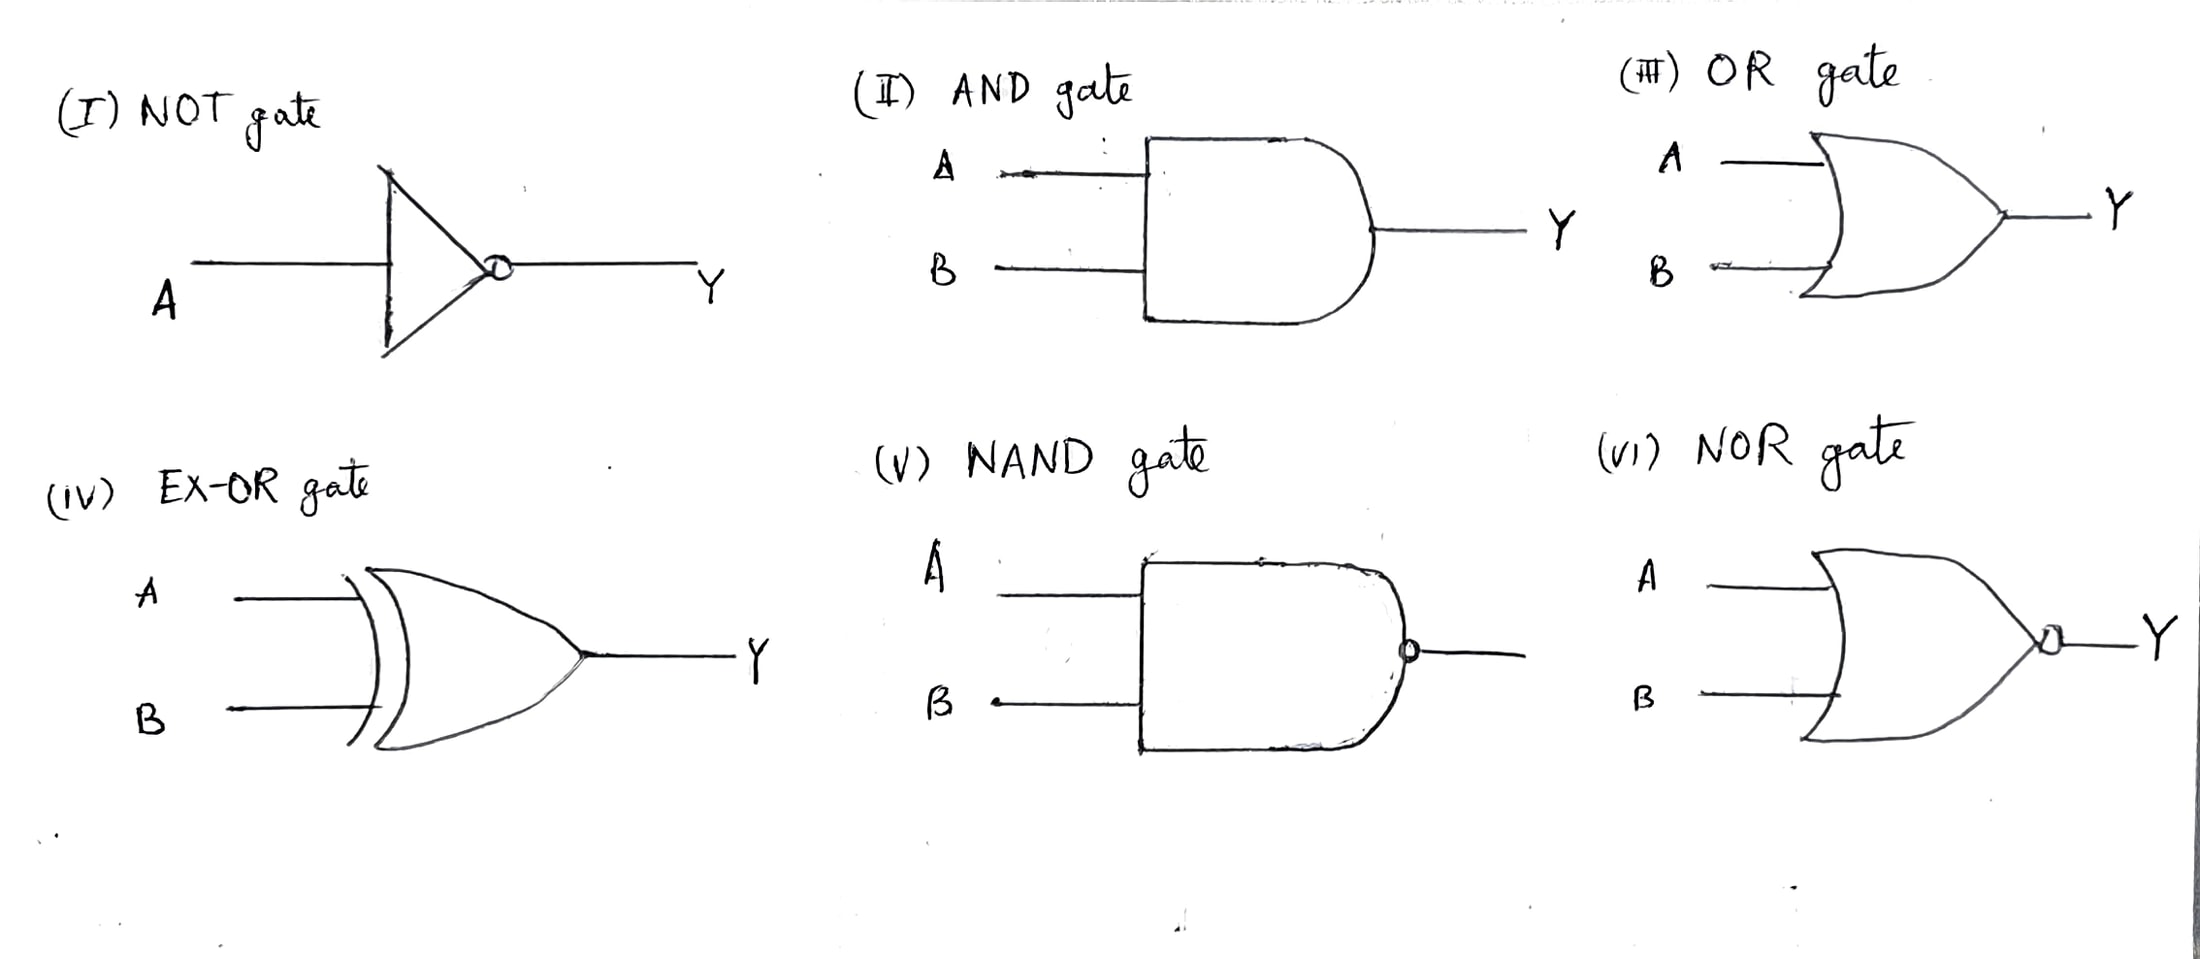 (I) NOT gate
A
Y
(II) AND gate
A
B
Y
(III) OR gate
A
B
Y
(iv) EX-OR gate
A
B
Y
(V) NAND gate
A
B
(VI) NOR gate
A
B
Y